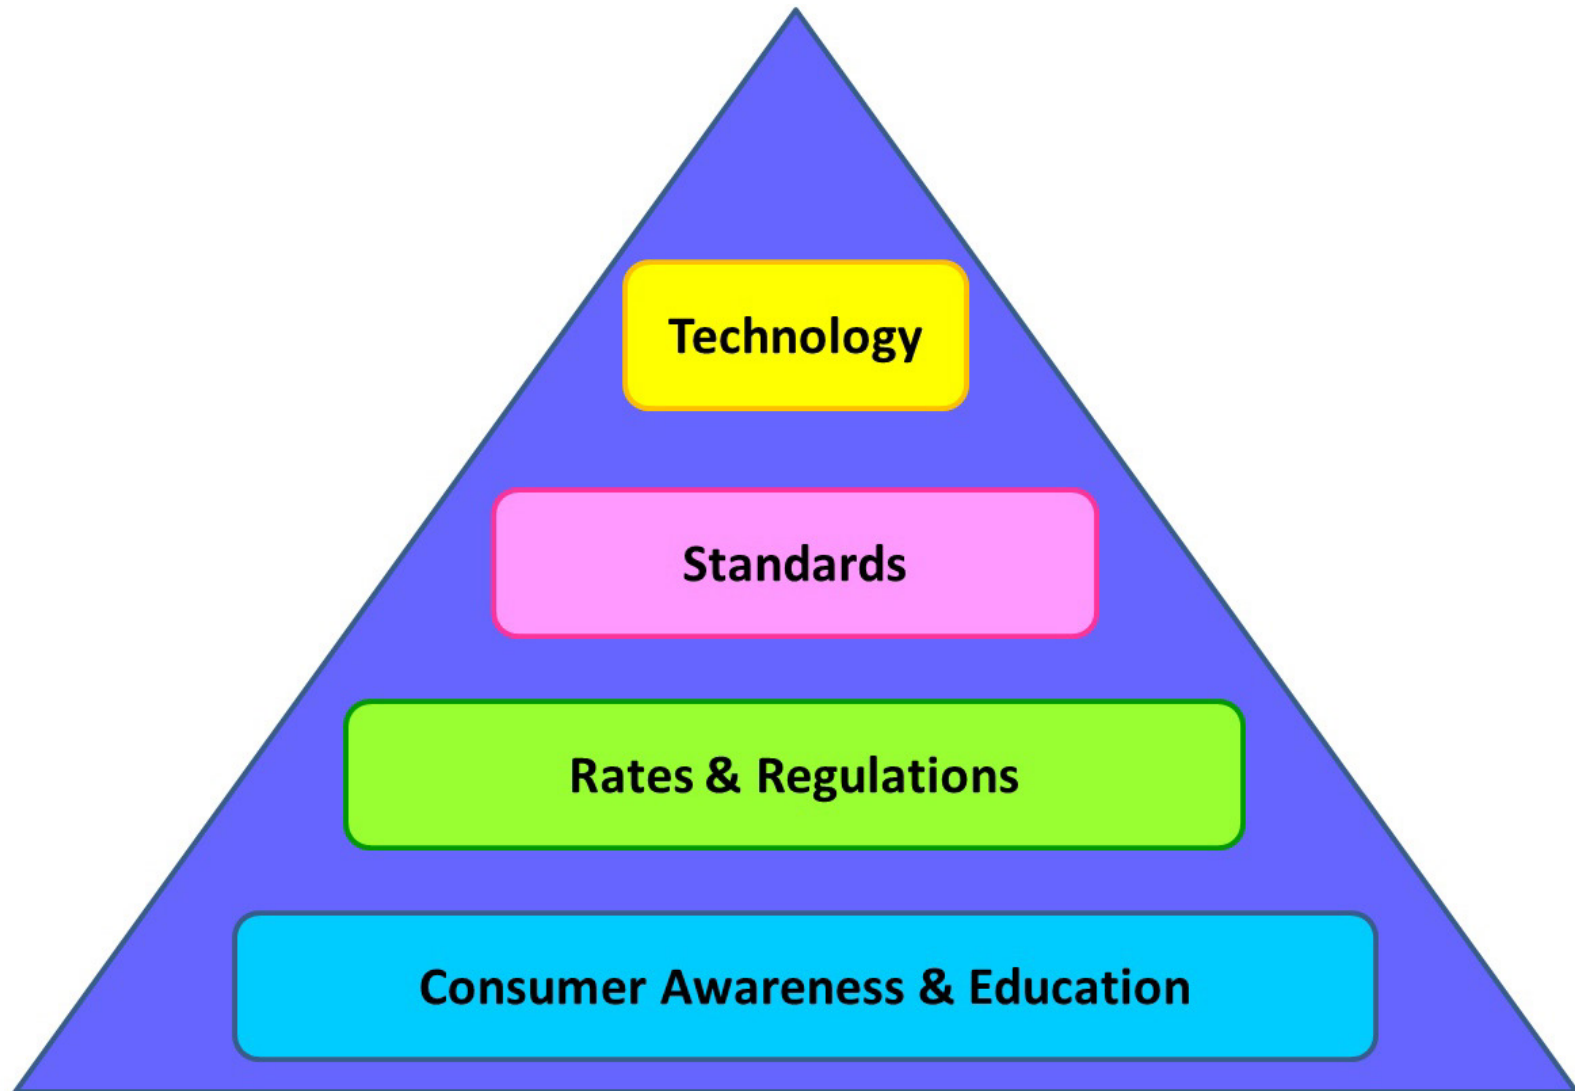 Technology
Standards
Rates & Regulations
Consumer Awareness & Education